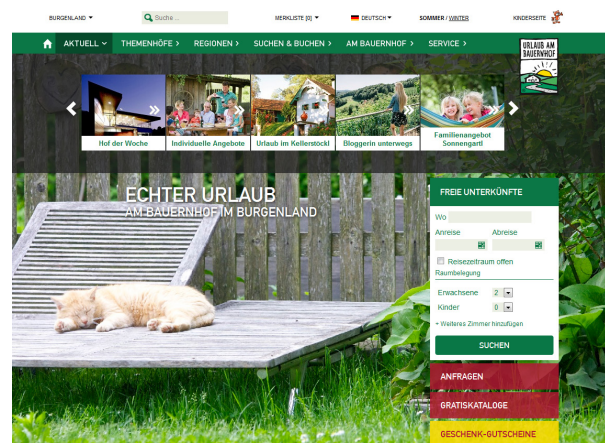 BURGENLAND
Suche ...
MERKLISTE [0]
DEUTSCH
SOMMER / WINTER
KINDERSEITE
AKTUELL
THEMENHÖFE >
REGIONEN >
SUCHEN & BUCHEN >
AM BAUERNHOF >
SERVICE >
URLAUB AM
BAUERNHOF
Hof der Woche
Individuelle Angebote
Urlaub im Kellerstöckl
Bloggerin unterwegs
Familienangebot
Sonnengartl
ECHTER URLAUB
AM BAUERNHOF IM BURGENLAND
FREIE UNTERKÜNFTE
Wo
Anreise Abreise
Reisezeitraum offen
Raumbelegung
Erwachsene 2
Kinder 0
+ Weiteres Zimmer hinzufügen
SUCHEN
ANFRAGEN
GRATISKATALOGE
GESCHENK-GUTSCHEINE